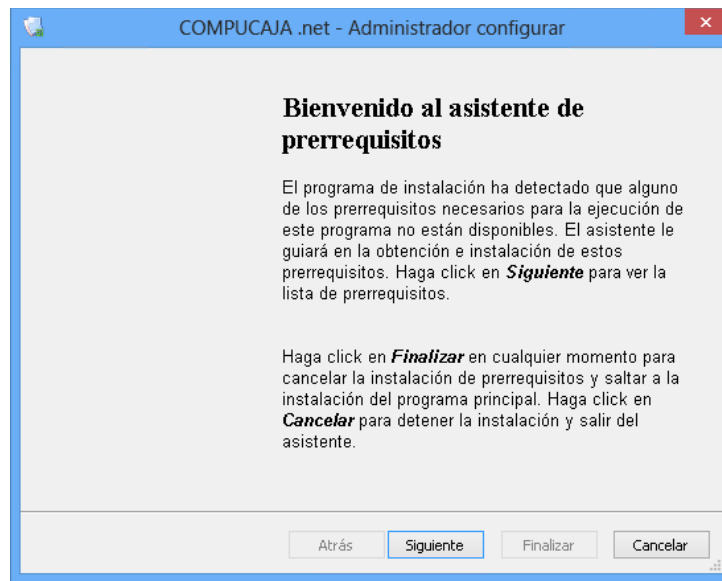 COMPUCAJA .net - Administrador configurar
Bienvenido al asistente de
prerrequisitos
El programa de instalación ha detectado que alguno
de los prerrequisitos necesarios para la ejecución de
este programa no están disponibles. El asistente le
guiará en la obtención e instalación de estos
prerrequisitos. Haga click en Siguiente para ver la
lista de prerrequisitos.
Haga click en Finalizar en cualquier momento para
cancelar la instalación de prerrequisitos y saltar a la
instalación del programa principal. Haga click en
Cancelar para detener la instalación y salir del
asistente.
Atrás Siguiente Finalizar Cancelar